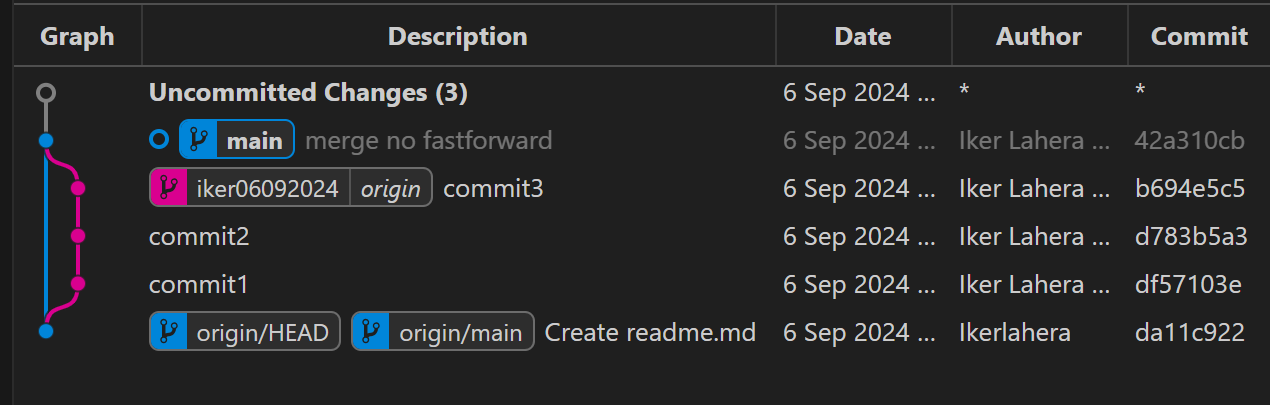 Graph Description Date Author Commit
Uncommitted Changes (3) 6 Sep 2024 ... * *
main merge no fastforward 6 Sep 2024 ... Iker Lahera ... 42a310cb
iker06092024 origin commit3 6 Sep 2024 ... Iker Lahera ... b694e5c5
commit2 6 Sep 2024 ... Iker Lahera ... d783b5a3
commit1 6 Sep 2024 ... Iker Lahera ... df57103e
origin/HEAD origin/main Create readme.md 6 Sep 2024 ... Ikerlahera da11c922